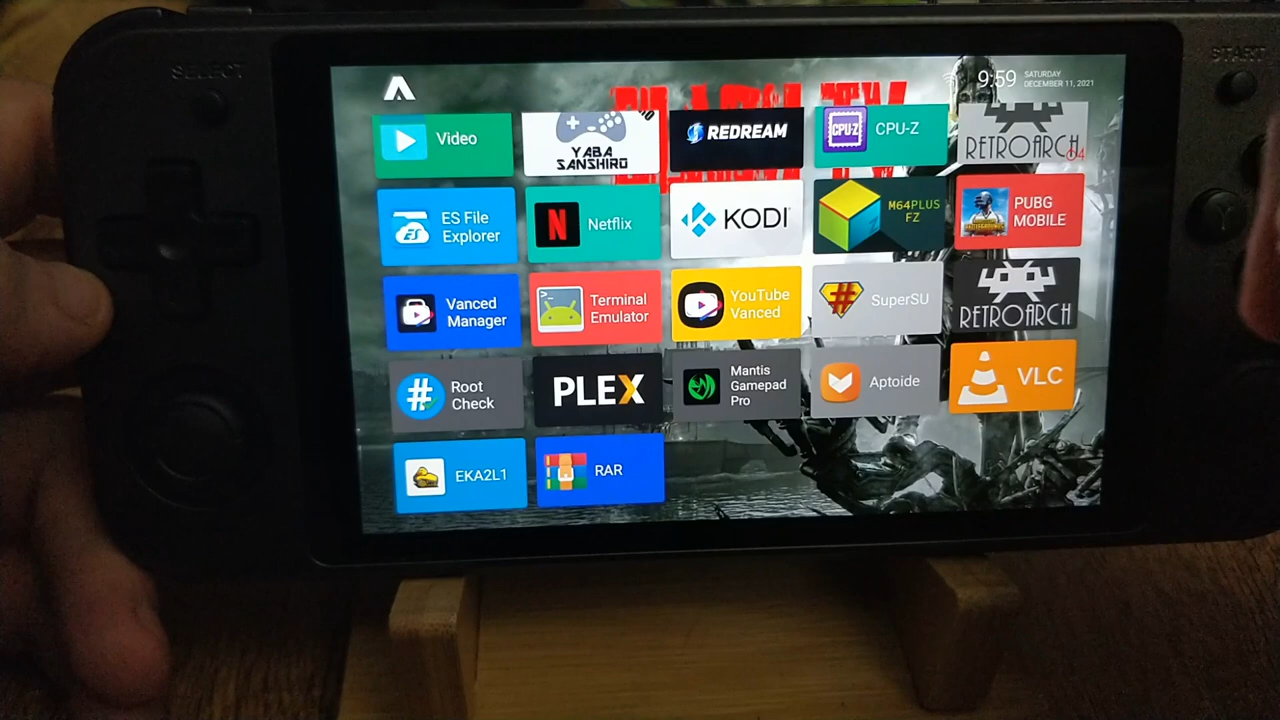 SELECT
START
9:59
SATURDAY
DECEMBER 11, 2021
Video
YABA
SANSHIRO
REDREAM
CPU-Z
CPU-Z
RETROARCH
64
ES File
Explorer
Netflix
KODI
M64PLUS
FZ
PUBG
MOBILE
Vanced
Manager
Terminal
Emulator
YouTube
Vanced
SuperSU
RETROARCH
Root
Check
PLEX
Mantis
Gamepad
Pro
Aptoide
VLC
EKA2L1
RAR
Y